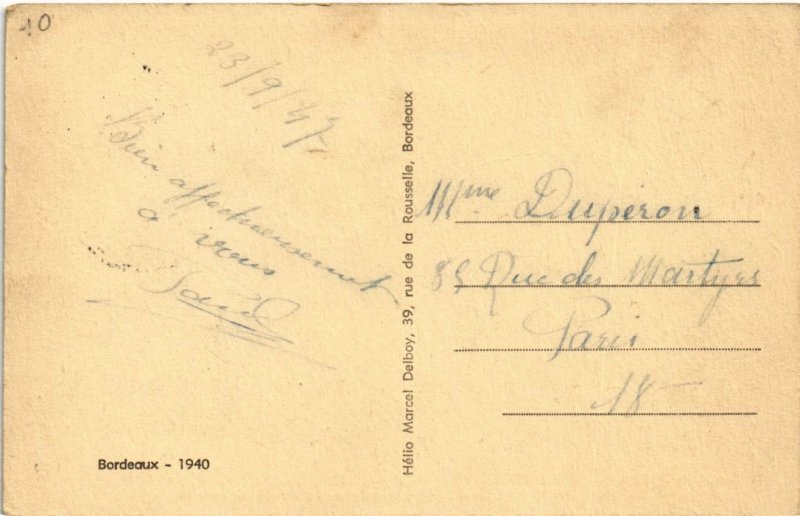 10
23/9/47
Bien affectueusement
à vous
Hélio Marcel Delboy, 39, rue de la Rousselle, Bordeaux
Mme Duperon
85 Rue des Martyrs
Paris
18
Bordeaux - 1940